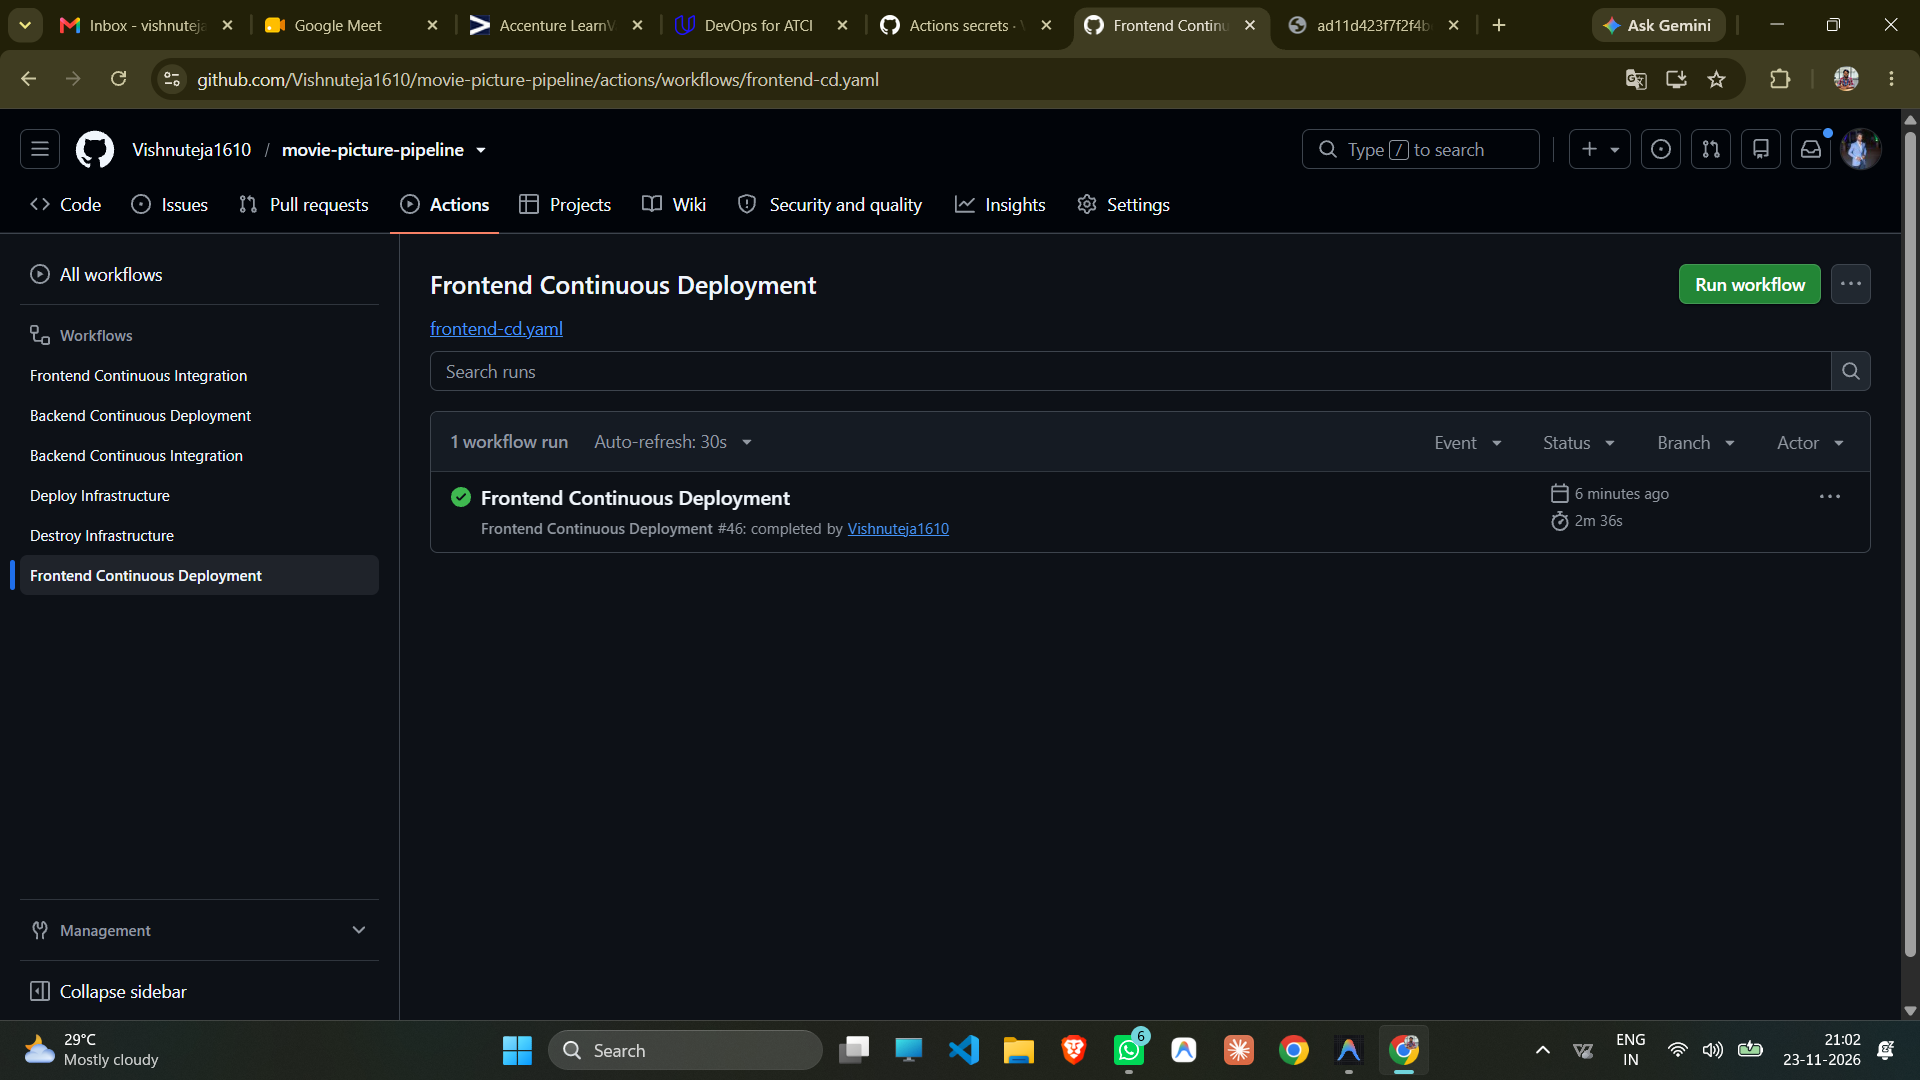 Inbox - vishnuteja
Google Meet
Accenture LearnV
DevOps for ATCI
Actions secrets ·
Frontend Continu
ad11d423f7f2f4b
Ask Gemini
github.com/Vishnuteja1610/movie-picture-pipeline/actions/workflows/frontend-cd.yaml
Vishnuteja1610 / movie-picture-pipeline
Type / to search
Code
Issues
Pull requests
Actions
Projects
Wiki
Security and quality
Insights
Settings
All workflows
Workflows
Frontend Continuous Integration
Backend Continuous Deployment
Backend Continuous Integration
Deploy Infrastructure
Destroy Infrastructure
Frontend Continuous Deployment
Management
Collapse sidebar
Frontend Continuous Deployment
Run workflow
frontend-cd.yaml
Search runs
1 workflow run
Auto-refresh: 30s
Event
Status
Branch
Actor
Frontend Continuous Deployment
Frontend Continuous Deployment #46: completed by Vishnuteja1610
6 minutes ago
2m 36s
29°C
Mostly cloudy
Search
6
ENG
IN
21:02
23-11-2026